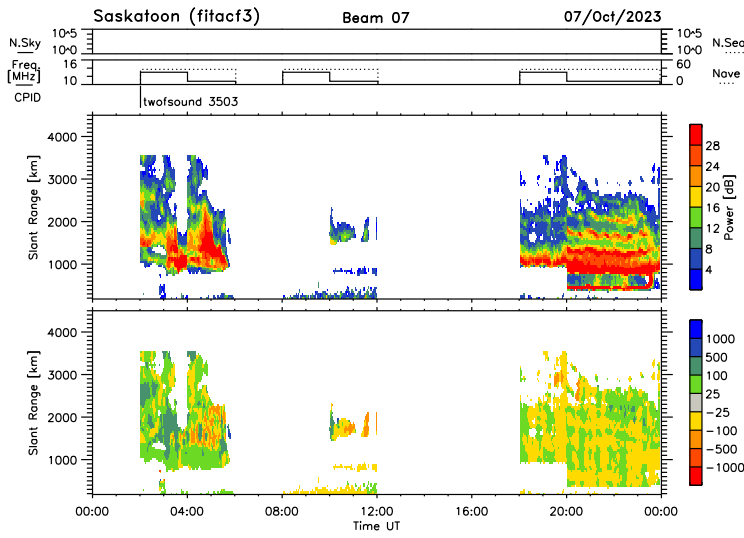 Saskatoon (fitacf3) Beam 07 07/Oct/2023
N.Sky 10^5 10^0 10^5 10^0 N.Sea
Freq. [MHz] 16 10 60 0 Nave
CPID twofsound 3503
Slant Range [km]
4000
3000
2000
1000
28
24
20
16
12
8
4
Power [dB]
Slant Range [km]
4000
3000
2000
1000
1000
500
100
25
-25
-100
-500
-1000
00:00 04:00 08:00 12:00 16:00 20:00 00:00
Time UT